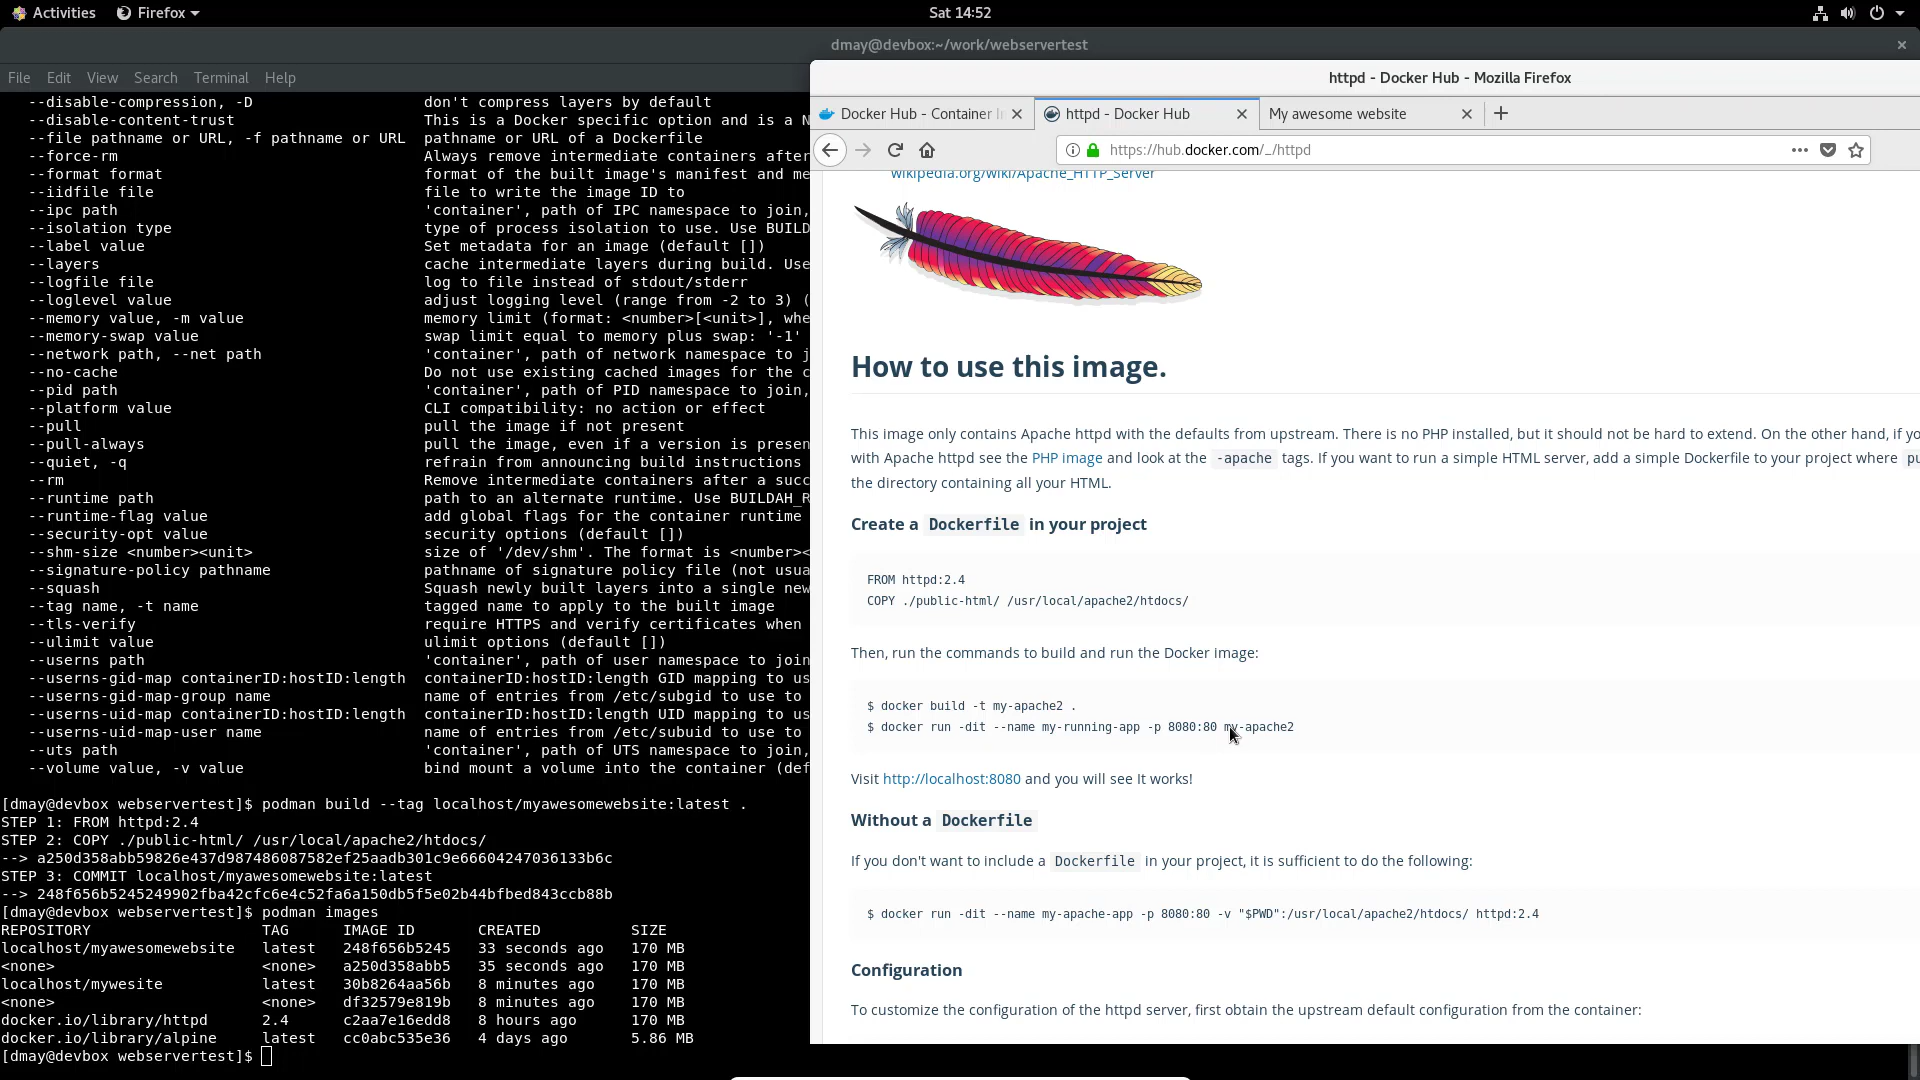 Activities Firefox Sat 14:52
dmay@devbox:~/work/webservertest
File Edit View Search Terminal Help
--disable-compression, -D don't compress layers by default
--disable-content-trust This is a Docker specific option and is a N
--file pathname or URL, -f pathname or URL pathname or URL of a Dockerfile
--force-rm Always remove intermediate containers after
--format format format of the built image's manifest and me
--iidfile file file to write the image ID to
--ipc path 'container', path of IPC namespace to join,
--isolation type type of process isolation to use. Use BUILD
--label value Set metadata for an image (default [])
--layers cache intermediate layers during build. Use
--logfile file log to file instead of stdout/stderr
--loglevel value adjust logging level (range from -2 to 3) (
--memory value, -m value memory limit (format: <number>[<unit>], whe
--memory-swap value swap limit equal to memory plus swap: '-1'
--network path, --net path 'container', path of network namespace to j
--no-cache Do not use existing cached images for the c
--pid path 'container', path of PID namespace to join,
--platform value CLI compatibility: no action or effect
--pull pull the image if not present
--pull-always pull the image, even if a version is presen
--quiet, -q refrain from announcing build instructions
--rm Remove intermediate containers after a succ
--runtime path path to an alternate runtime. Use BUILDAH_R
--runtime-flag value add global flags for the container runtime
--security-opt value security options (default [])
--shm-size <number><unit> size of '/dev/shm'. The format is <number><
--signature-policy pathname pathname of signature policy file (not usua
--squash Squash newly built layers into a single new
--tag name, -t name tagged name to apply to the built image
--tls-verify require HTTPS and verify certificates when
--ulimit value ulimit options (default [])
--userns path 'container', path of user namespace to join
--userns-gid-map containerID:hostID:length containerID:hostID:length GID mapping to us
--userns-gid-map-group name name of entries from /etc/subgid to use to
--userns-uid-map containerID:hostID:length containerID:hostID:length UID mapping to us
--userns-uid-map-user name name of entries from /etc/subuid to use to
--uts path 'container', path of UTS namespace to join,
--volume value, -v value bind mount a volume into the container (def
[dmay@devbox webservertest]$ podman build --tag localhost/myawesomewebsite:latest .
STEP 1: FROM httpd:2.4
STEP 2: COPY ./public-html/ /usr/local/apache2/htdocs/
--> a250d358abb59826e437d987486087582ef25aadb301c9e66604247036133b6c
STEP 3: COMMIT localhost/myawesomewebsite:latest
--> 248f656b5245249902fba42cfc6e4c52fa6a150db5f5e02b44bfbed843ccb88b
[dmay@devbox webservertest]$ podman images
REPOSITORY TAG IMAGE ID CREATED SIZE
localhost/myawesomewebsite latest 248f656b5245 33 seconds ago 170 MB
<none> <none> a250d358abb5 35 seconds ago 170 MB
localhost/mywesite latest 30b8264aa56b 8 minutes ago 170 MB
<none> <none> df32579e819b 8 minutes ago 170 MB
docker.io/library/httpd 2.4 c2aa7e16edd8 8 hours ago 170 MB
docker.io/library/alpine latest cc0abc535e36 4 days ago 5.86 MB
[dmay@devbox webservertest]$
httpd - Docker Hub - Mozilla Firefox
Docker Hub - Container I httpd - Docker Hub My awesome website
https://hub.docker.com/_/httpd
wikipedia.org/wiki/Apache_HTTP_Server
How to use this image.
This image only contains Apache httpd with the defaults from upstream. There is no PHP installed, but it should not be hard to extend. On the other hand, if yo
with Apache httpd see the PHP image and look at the -apache tags. If you want to run a simple HTML server, add a simple Dockerfile to your project where pu
the directory containing all your HTML.
Create a Dockerfile in your project
FROM httpd:2.4
COPY ./public-html/ /usr/local/apache2/htdocs/
Then, run the commands to build and run the Docker image:
$ docker build -t my-apache2 .
$ docker run -dit --name my-running-app -p 8080:80 my-apache2
Visit http://localhost:8080 and you will see It works!
Without a Dockerfile
If you don't want to include a Dockerfile in your project, it is sufficient to do the following:
$ docker run -dit --name my-apache-app -p 8080:80 -v "$PWD":/usr/local/apache2/htdocs/ httpd:2.4
Configuration
To customize the configuration of the httpd server, first obtain the upstream default configuration from the container: